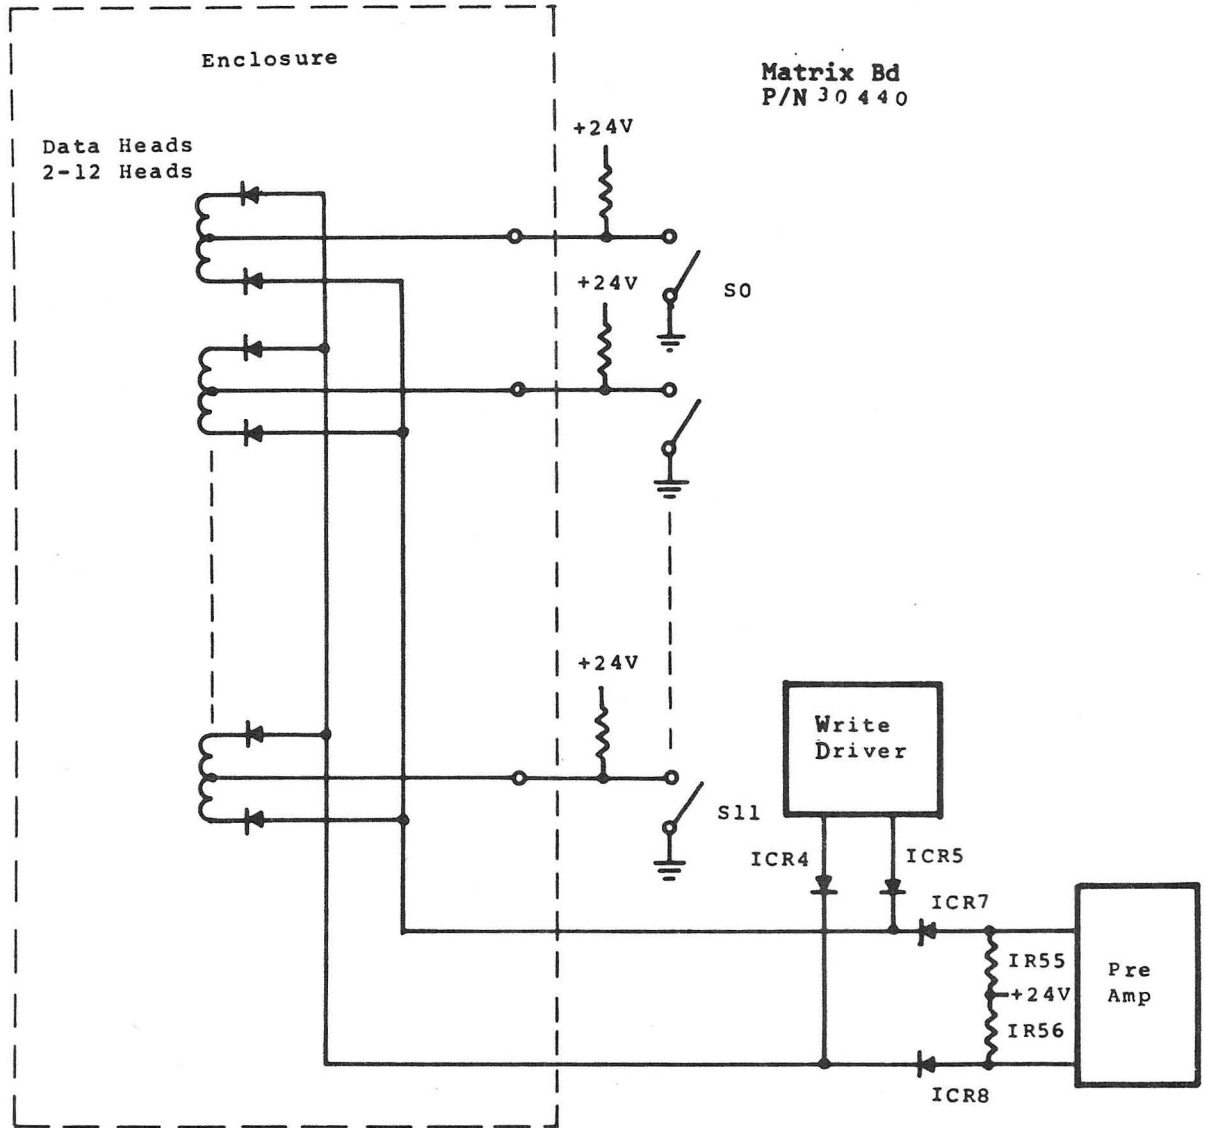 Enclosure
Matrix Bd
P/N 30440
+24V
Data Heads
2-12 Heads
+24V
S0
+24V
Write
Driver
S11
ICR4
ICR5
ICR7
IR55
+24V
IR56
Pre
Amp
ICR8